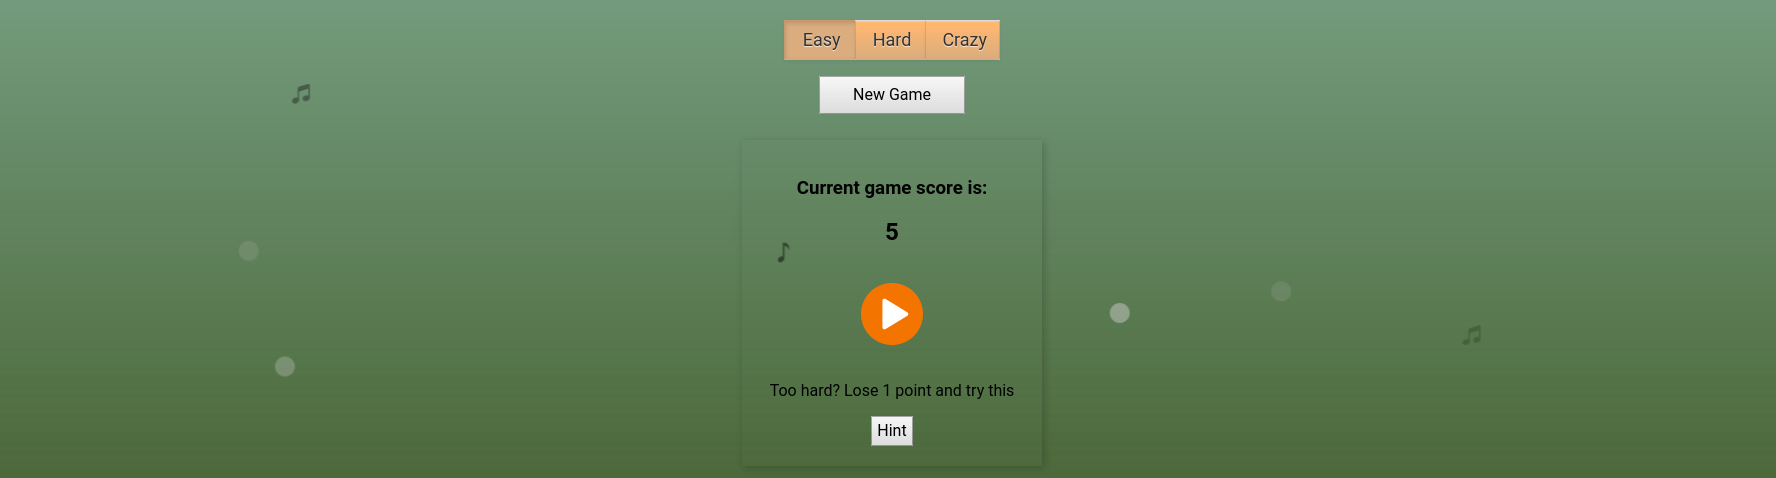 Easy Hard Crazy
New Game
Current game score is:
5
Too hard? Lose 1 point and try this
Hint